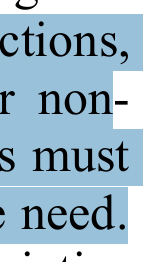 ctions,
r non-
s must
e need.